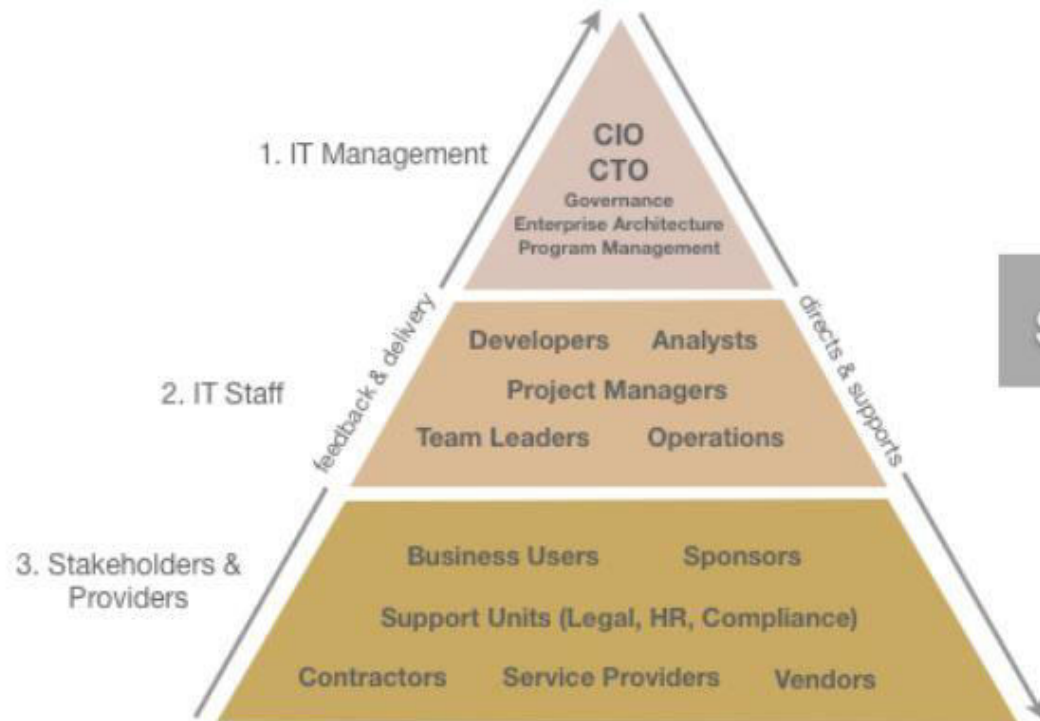 1. IT Management
CIO
CTO
Governance
Enterprise Architecture
Program Management
feedback & delivery
directs & supports
2. IT Staff
Developers Analysts
Project Managers
Team Leaders Operations
3. Stakeholders &
Providers
Business Users Sponsors
Support Units (Legal, HR, Compliance)
Contractors Service Providers Vendors